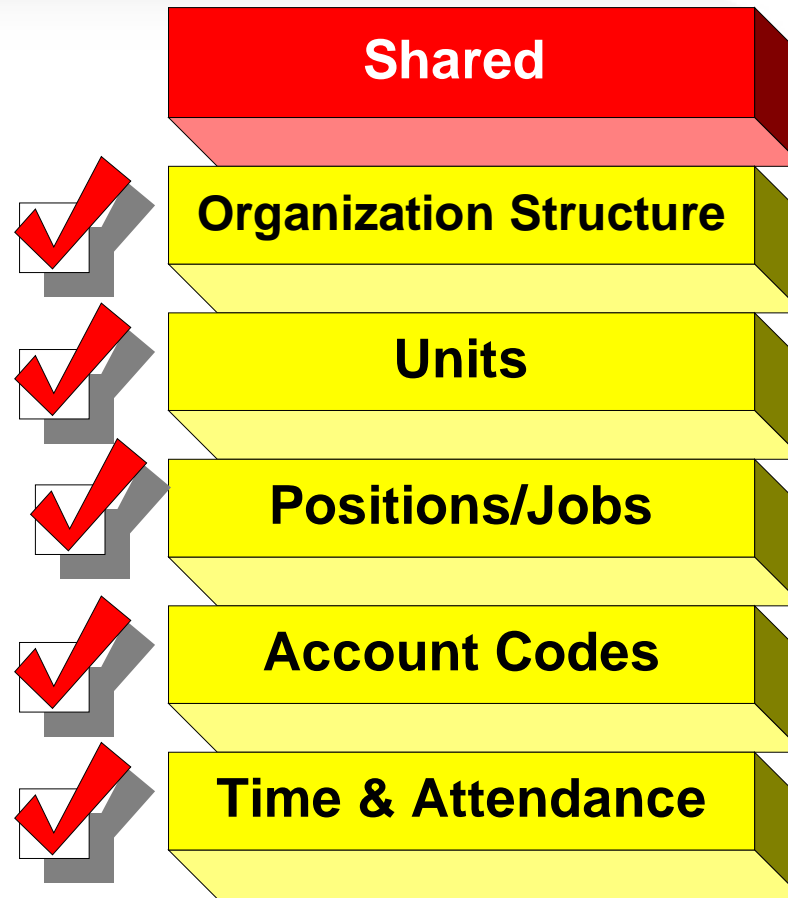 Shared
Organization Structure
Units
Positions/Jobs
Account Codes
Time & Attendance